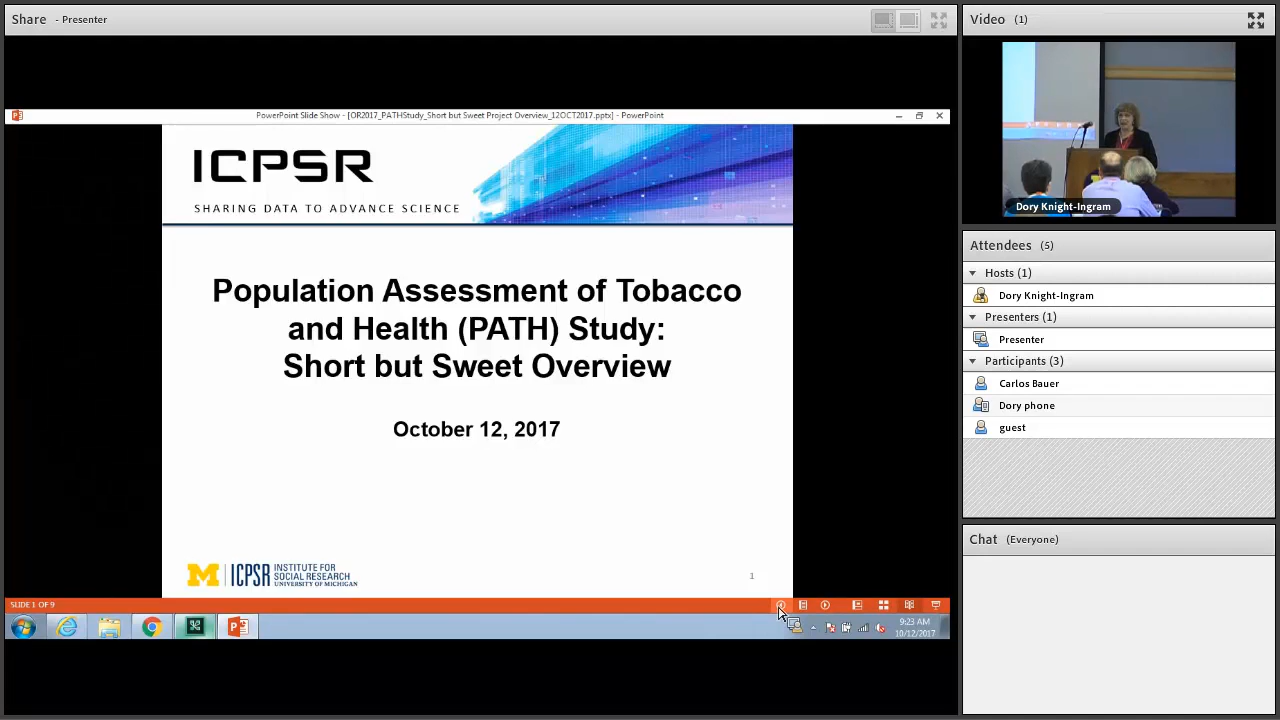 Share - Presenter
PowerPoint Slide Show - [OR2017_PATHStudy_Short but Sweet Project Overview_12OCT2017.pptx] - PowerPoint
ICPSR
SHARING DATA TO ADVANCE SCIENCE
Population Assessment of Tobacco
and Health (PATH) Study:
Short but Sweet Overview
October 12, 2017
M ICPSR INSTITUTE FOR
SOCIAL RESEARCH
UNIVERSITY OF MICHIGAN
1
SLIDE 1 OF 9
9:23 AM
10/12/2017
Video (1)
Dory Knight-Ingram
Attendees (5)
Hosts (1)
Dory Knight-Ingram
Presenters (1)
Presenter
Participants (3)
Carlos Bauer
Dory phone
guest
Chat (Everyone)